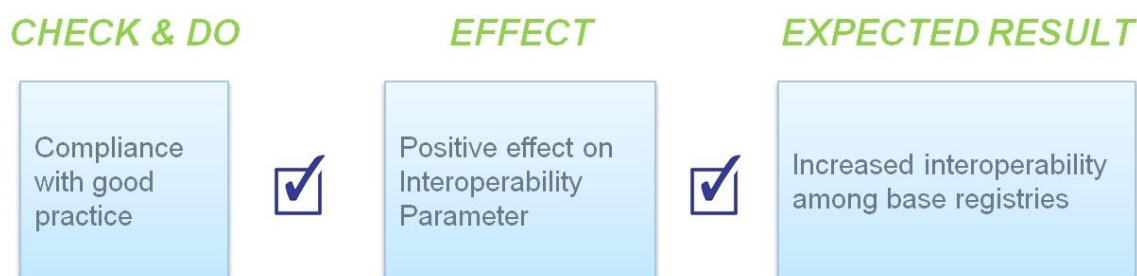 CHECK & DO
EFFECT
EXPECTED RESULT
Compliance
with good
practice
Positive effect on
Interoperability
Parameter
Increased interoperability
among base registries